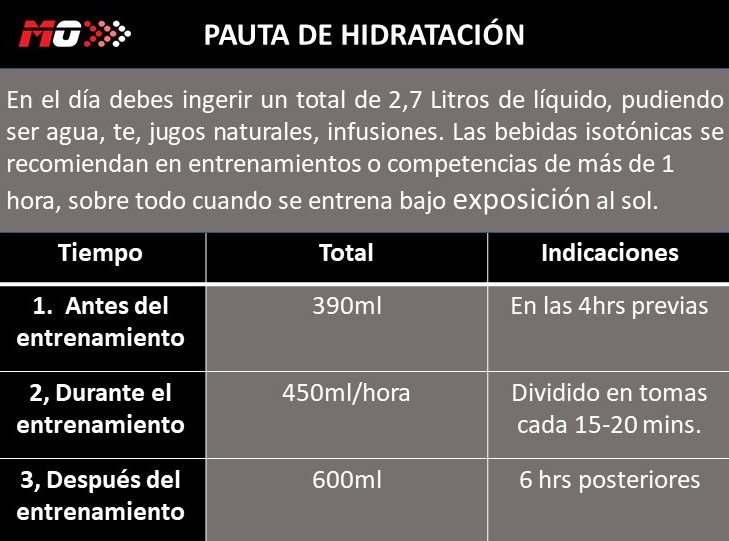 MO
PAUTA DE HIDRATACIÓN
En el día debes ingerir un total de 2,7 Litros de líquido, pudiendo
ser agua, te, jugos naturales, infusiones. Las bebidas isotónicas se
recomiendan en entrenamientos o competencias de más de 1
hora, sobre todo cuando se entrena bajo exposición al sol.
Tiempo Total Indicaciones
1. Antes del
entrenamiento
390ml
En las 4hrs previas
2, Durante el
entrenamiento
450ml/hora
Dividido en tomas
cada 15-20 mins.
3, Después del
entrenamiento
600ml
6 hrs posteriores